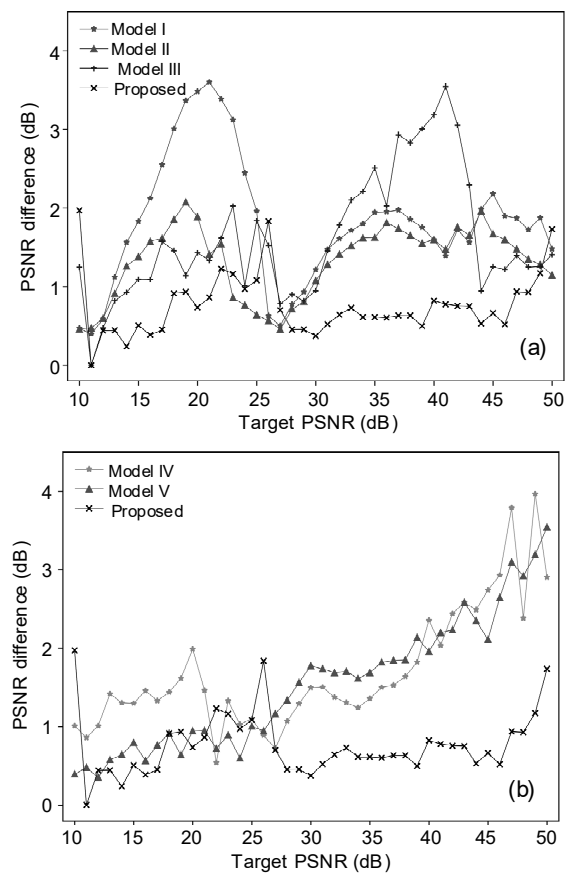 4
3
2
1
0
PSNR difference (dB)
Model I
Model II
Model III
Proposed
(a)
10 15 20 25 30 35 40 45 50
Target PSNR (dB)
4
3
2
1
0
PSNR difference (dB)
Model IV
Model V
Proposed
(b)
10 15 20 25 30 35 40 45 50
Target PSNR (dB)